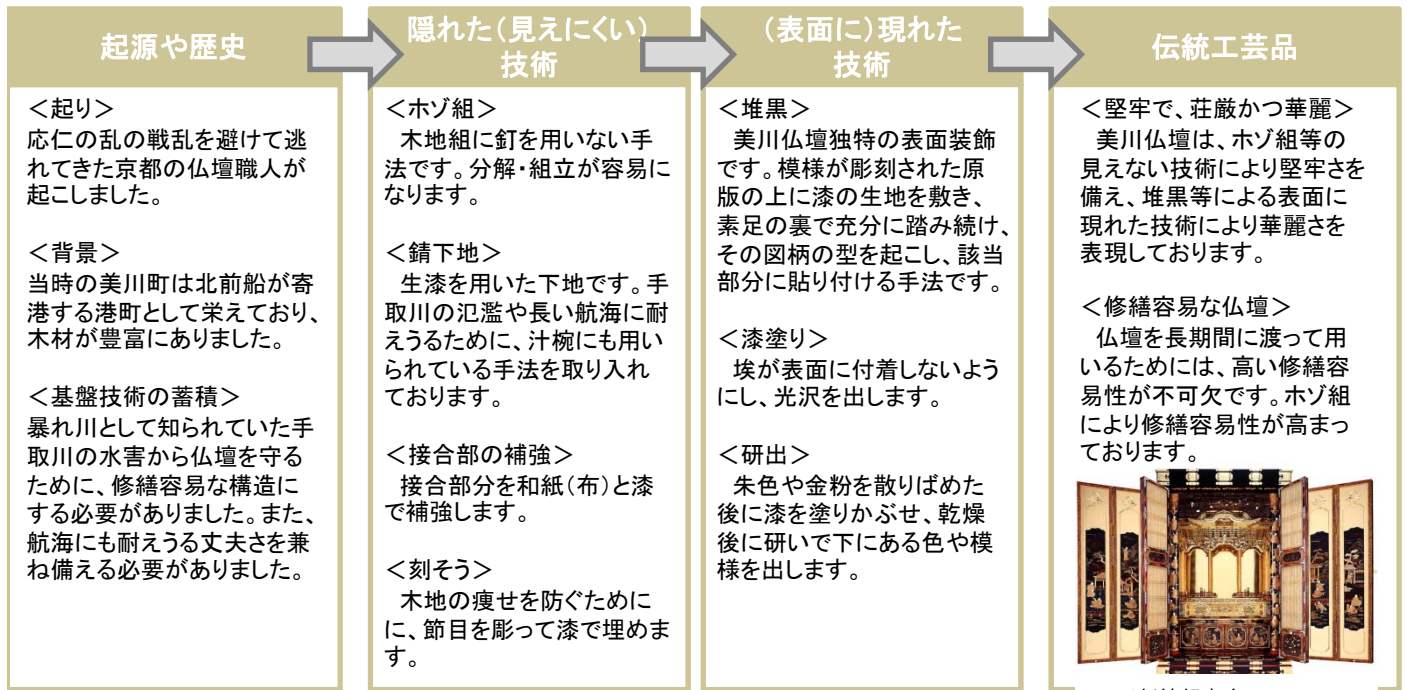 起源や歴史
＜起り＞
応仁の乱の戦乱を避けて逃
れてきた京都の仏壇職人が
起こしました。
＜背景＞
当時の美川町は北前船が寄
港する港町として栄えており、
木材が豊富にありました。
＜基盤技術の蓄積＞
暴れ川として知られていた手
取川の水害から仏壇を守る
ために、修繕容易な構造に
する必要がありました。また、
航海にも耐えうる丈夫さを兼
ね備える必要がありました。
隠れた（見えにくい）
技術
＜ホゾ組＞
木地組に釘を用いない手
法です。分解・組立が容易に
なります。
＜錆下地＞
生漆を用いた下地です。手
取川の氾濫や長い航海に耐
えうるために、汁椀にも用い
られている手法を取り入れ
ております。
＜接合部の補強＞
接合部分を和紙（布）と漆
で補強します。
＜刻そう＞
木地の痩せを防ぐために
に、節目を彫って漆で埋めま
す。
（表面に）現れた
技術
＜堆黒＞
美川仏壇独特の表面装飾
です。模様が彫刻された原
版の上に漆の生地を敷き、
素足の裏で充分に踏み続け、
その図柄の型を起こし、該当
部分に貼り付ける手法です。
＜漆塗り＞
埃が表面に付着しないよう
にし、光沢を出します。
＜研出＞
朱色や金粉を散りばめた
後に漆を塗りかぶせ、乾燥
後に研いで下にある色や模
様を出します。
伝統工芸品
＜堅牢で、荘厳かつ華麗＞
美川仏壇は、ホゾ組等の
見えない技術により堅牢さを
備え、堆黒等による表面に
現れた技術により華麗さを
表現しております。
＜修繕容易な仏壇＞
仏壇を長期間に渡って用
いるためには、高い修繕容
易性が不可欠です。ホゾ組
により修繕容易性が高まっ
ております。